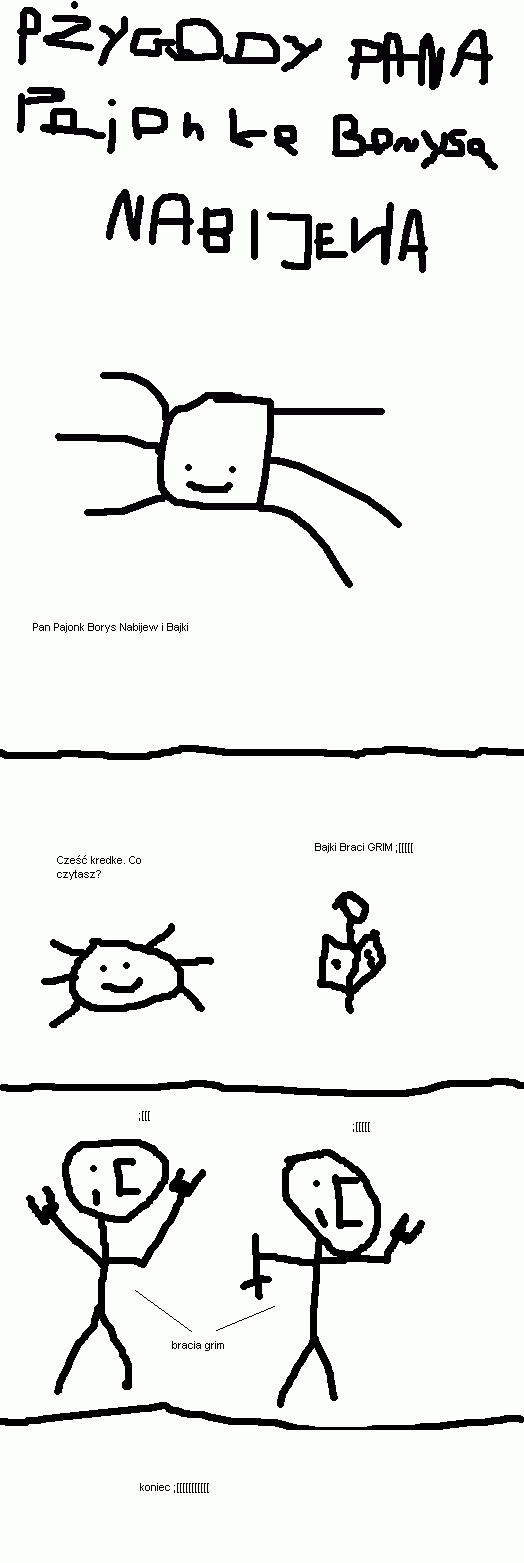 PŻYGODY PANA
Pajonka Borysa
NABIJEWA
Pan Pajonk Borys Nabijew i Bajki
Cześć kredke. Co
czytasz?
Bajki Braci GRIM ;[[[[[
;[[[
;[[[[[
bracia grim
koniec ;[[[[[[[[[[[